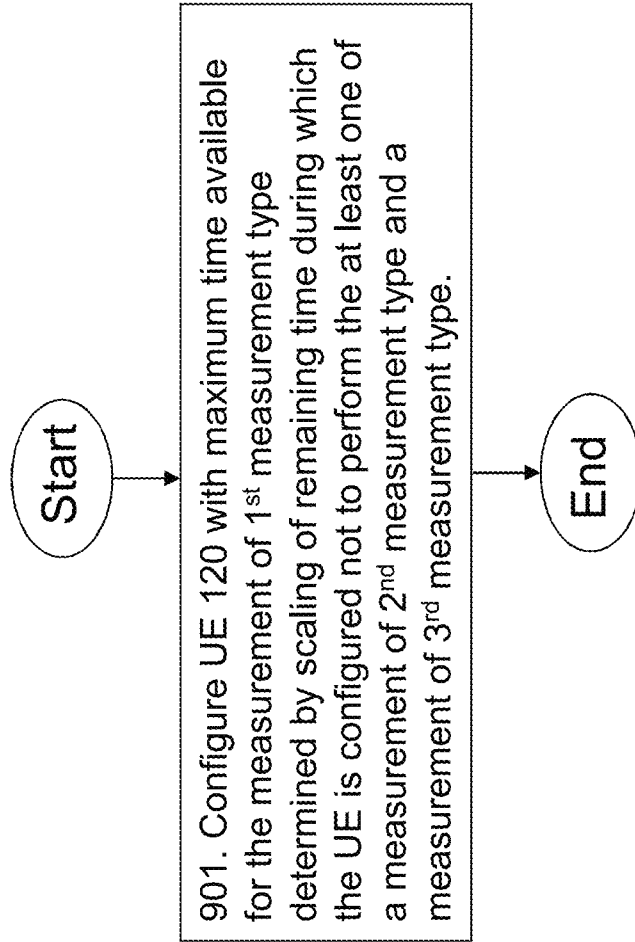 Start
901. Configure UE 120 with maximum time available
for the measurement of 1st measurement type
determined by scaling of remaining time during which
the UE is configured not to perform the at least one of
a measurement of 2nd measurement type and a
measurement of 3rd measurement type.
End